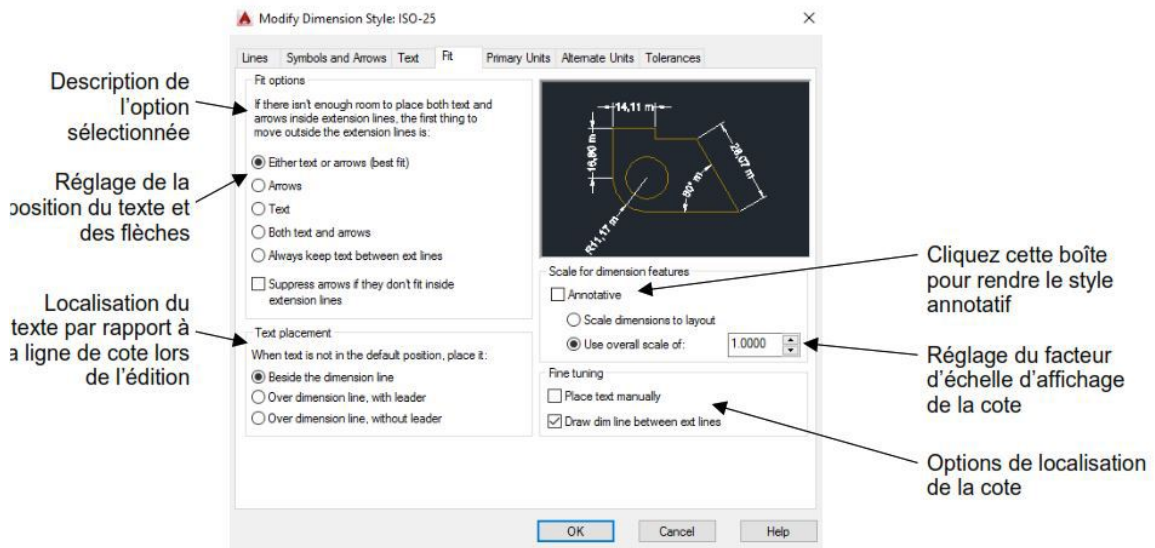 Modify Dimension Style: ISO-25
Lines Symbols and Arrows Text Fit Primary Units Alternate Units Tolerances
Description de
l'option
sélectionnée
Réglage de la
position du texte et
des flèches
Localisation du
texte par rapport à
a ligne de cote lors
de l'édition
Fit options
If there isn't enough room to place both text and
arrows inside extension lines, the first thing to
move outside the extension lines is:
Either text or arrows (best fit)
Arrows
Text
Both text and arrows
Always keep text between ext lines
Suppress arrows if they don't fit inside
extension lines
Text placement
When text is not in the default position, place it:
Beside the dimension line
Over dimension line, with leader
Over dimension line, without leader
14,11 m
16,60 m
28,07 m
60° m
R11,17 m
Scale for dimension features
Annotative
Scale dimensions to layout
Use overall scale of: 1.0000
Fine tuning
Place text manually
Draw dim line between ext lines
Cliquez cette boîte
pour rendre le style
annotatif
Réglage du facteur
d'échelle d'affichage
de la cote
Options de localisation
de la cote
OK Cancel Help